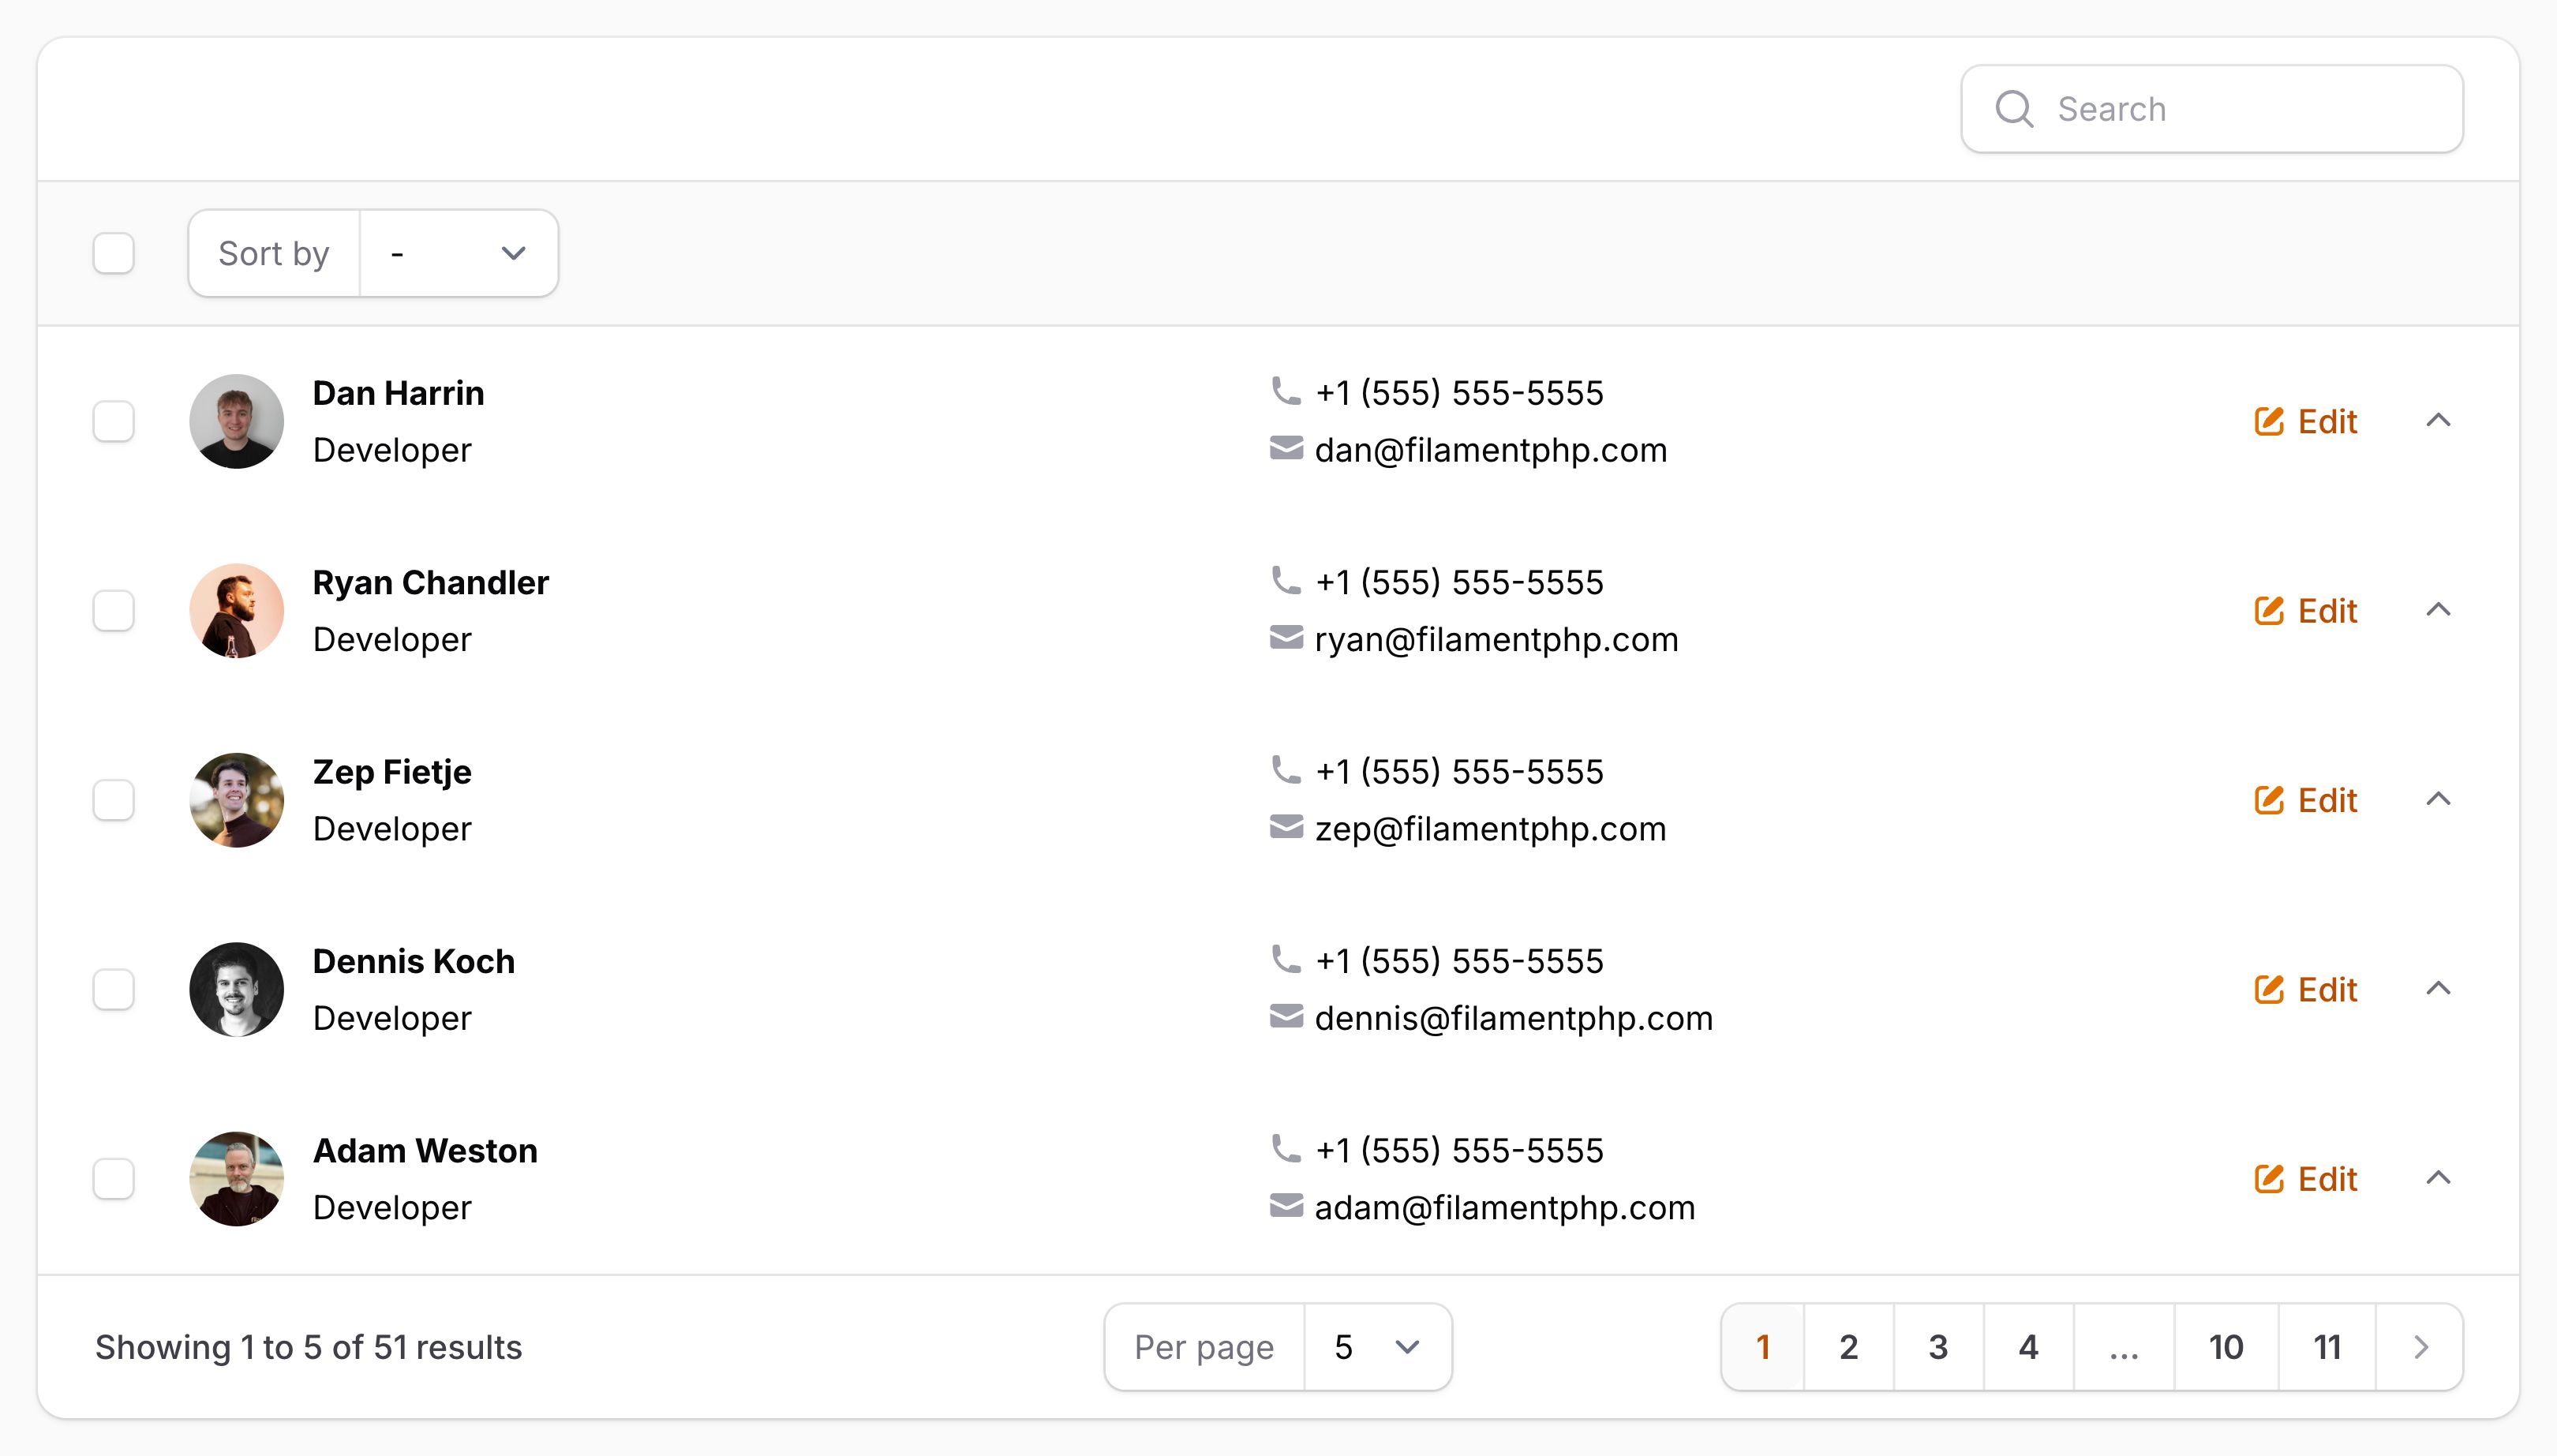 Search
Sort by -
Dan Harrin
Developer
+1 (555) 555-5555
dan@filamentphp.com
Edit
Ryan Chandler
Developer
+1 (555) 555-5555
ryan@filamentphp.com
Edit
Zep Fietje
Developer
+1 (555) 555-5555
zep@filamentphp.com
Edit
Dennis Koch
Developer
+1 (555) 555-5555
dennis@filamentphp.com
Edit
Adam Weston
Developer
+1 (555) 555-5555
adam@filamentphp.com
Edit
Showing 1 to 5 of 51 results
Per page 5
1 2 3 4 ... 10 11